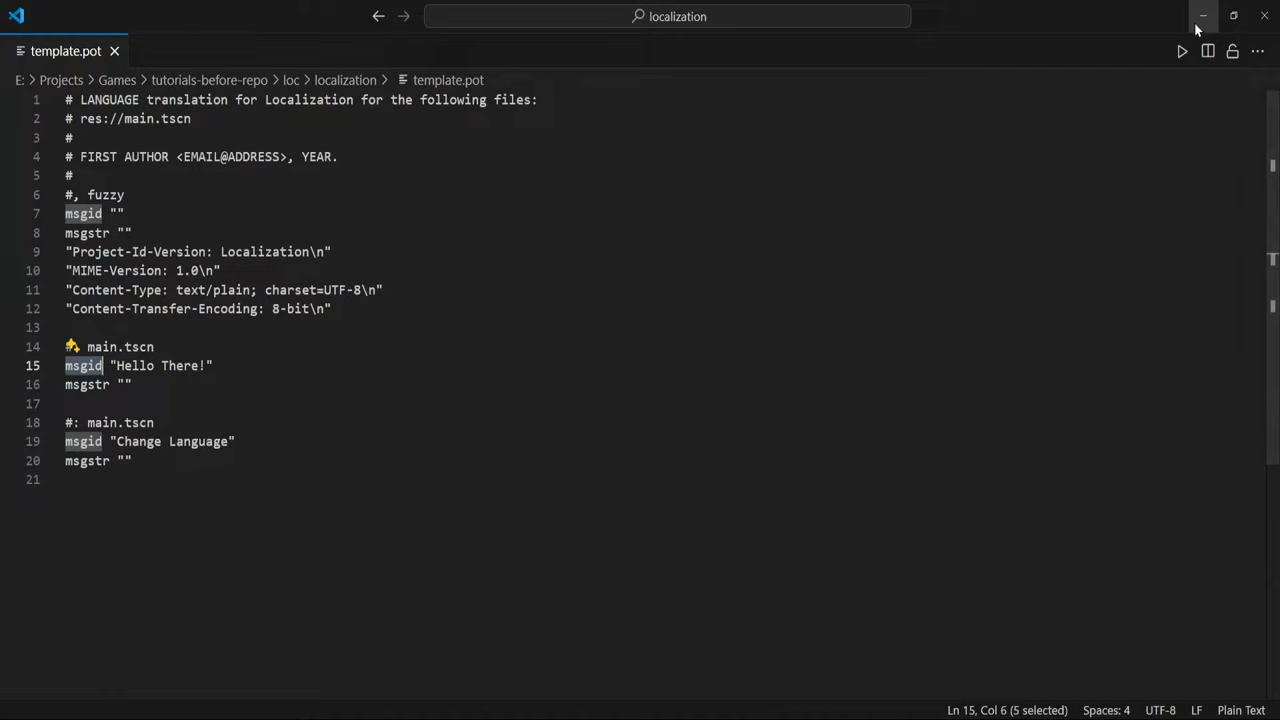 localization
template.pot
E: > Projects > Games > tutorials-before-repo > loc > localization > template.pot
1 # LANGUAGE translation for Localization for the following files:
2 # res://main.tscn
3 #
4 # FIRST AUTHOR <EMAIL@ADDRESS>, YEAR.
5 #
6 #, fuzzy
7 msgid ""
8 msgstr ""
9 "Project-Id-Version: Localization\n"
10 "MIME-Version: 1.0\n"
11 "Content-Type: text/plain; charset=UTF-8\n"
12 "Content-Transfer-Encoding: 8-bit\n"
13
14 main.tscn
15 msgid "Hello There!"
16 msgstr ""
17
18 #: main.tscn
19 msgid "Change Language"
20 msgstr ""
21
Ln 15, Col 6 (5 selected) Spaces: 4 UTF-8 LF Plain Text